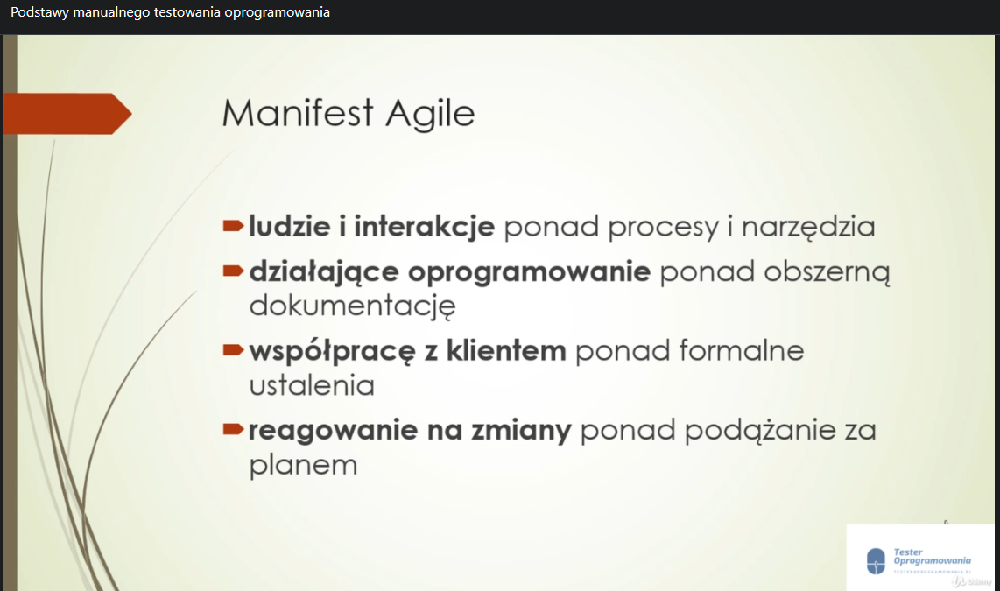 Podstawy manualnego testowania oprogramowania
Manifest Agile
ludzie i interakcje ponad procesy i narzędzia
działające oprogramowanie ponad obszerną
dokumentację
współpracę z klientem ponad formalne
ustalenia
reagowanie na zmiany ponad podążanie za
planem
Tester
Oprogramowania
TESTEROPROGRAMOWANIA.PL
Udemy